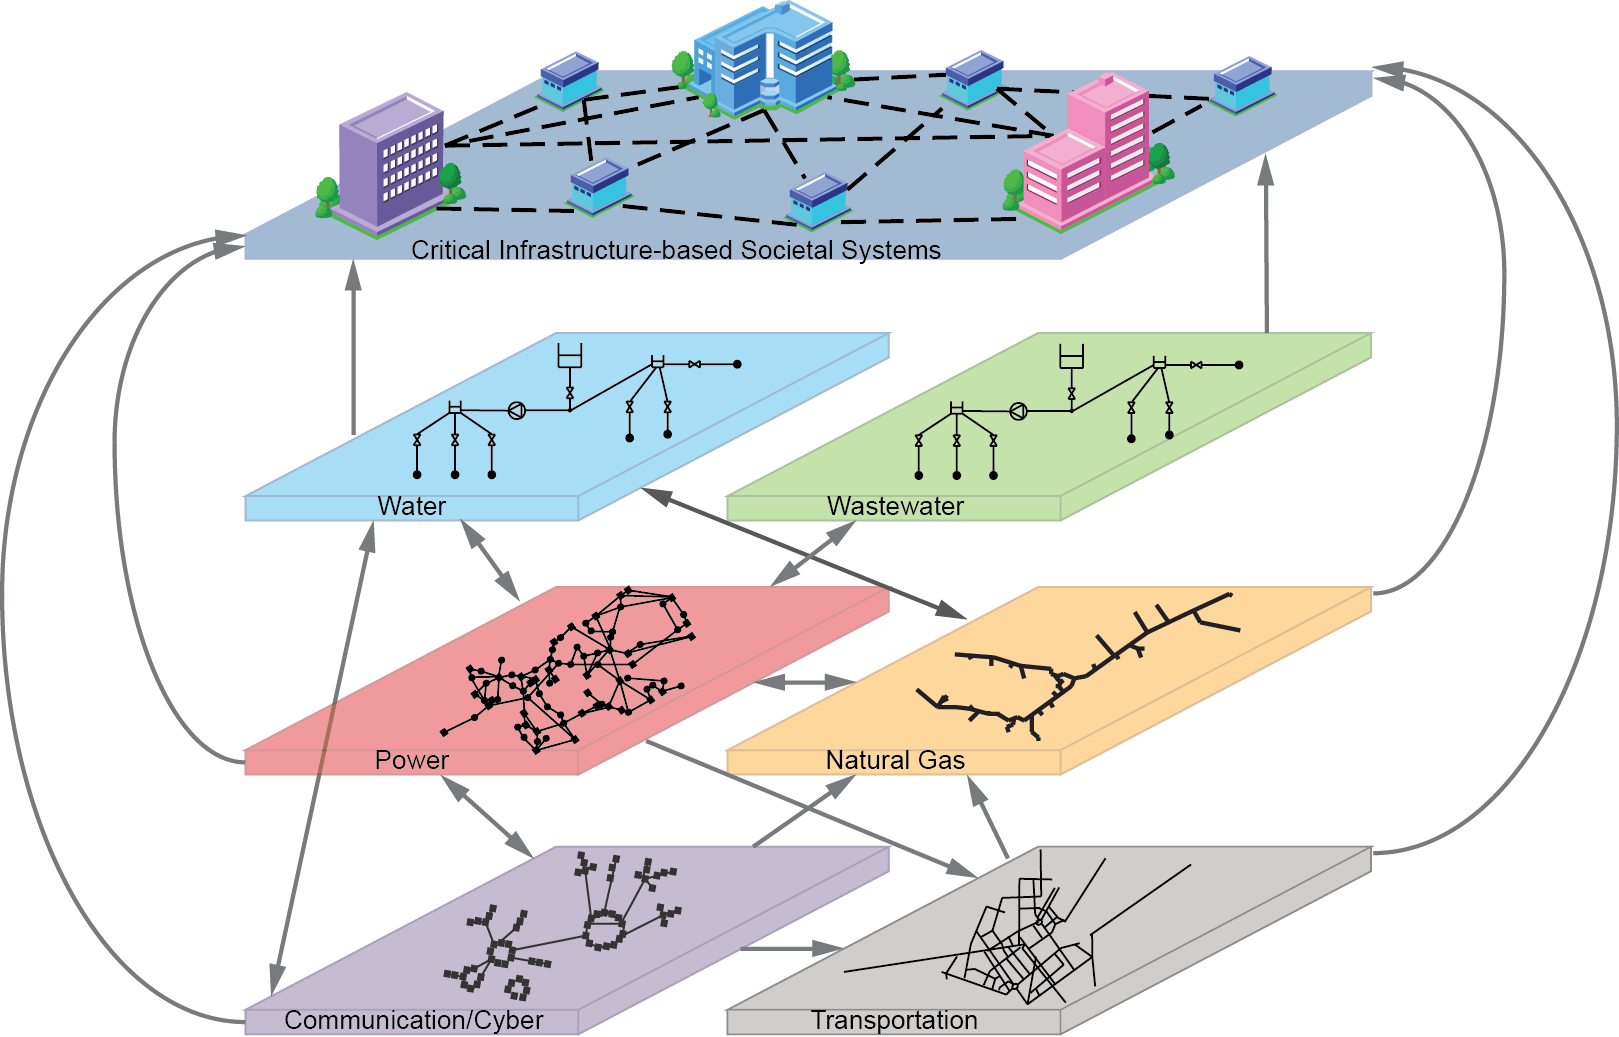 Critical Infrastructure-based Societal Systems
Water
Wastewater
Power
Natural Gas
Communication/Cyber
Transportation